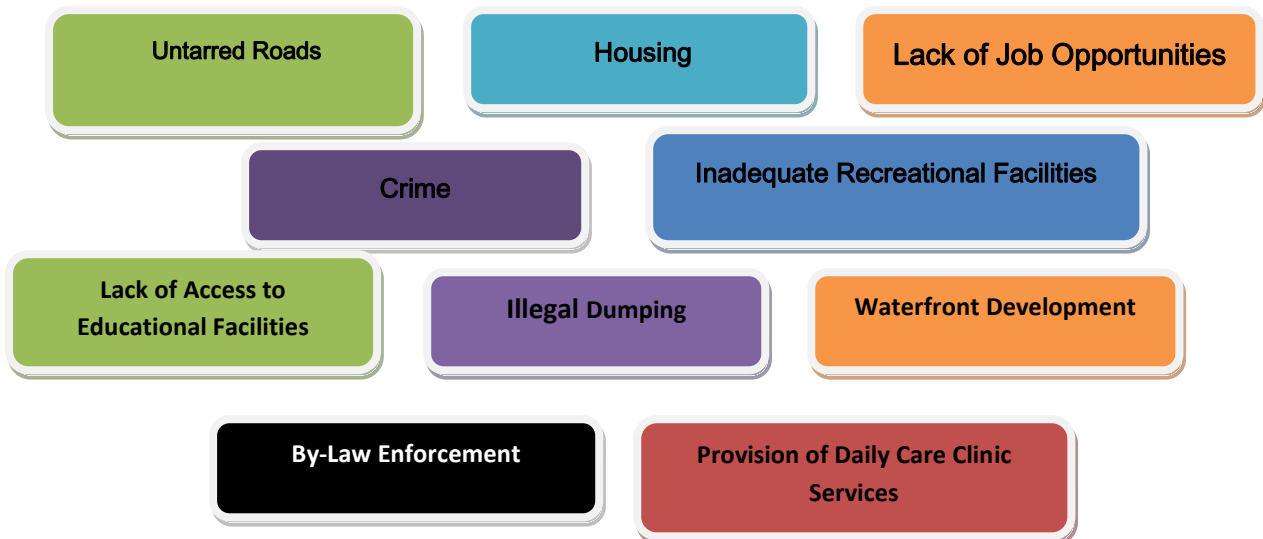 Untarred Roads
Housing
Lack of Job Opportunities
Crime
Inadequate Recreational Facilities
Lack of Access to
Educational Facilities
Illegal Dumping
Waterfront Development
By-Law Enforcement
Provision of Daily Care Clinic
Services